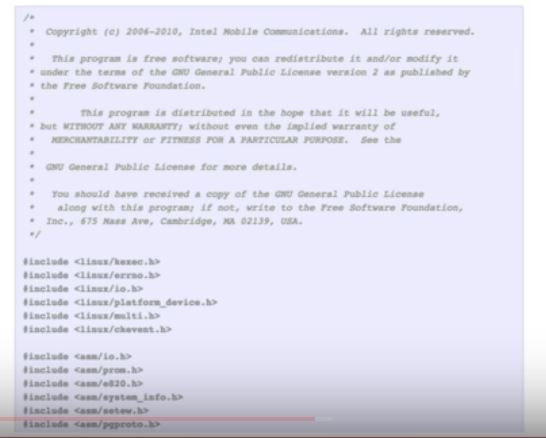 /*
* Copyright (c) 2006-2010, Intel Mobile Communications. All rights reserved.
*
* This program is free software; you can redistribute it and/or modify it
* under the terms of the GNU General Public License version 2 as published by
* the Free Software Foundation.
*
* This program is distributed in the hope that it will be useful,
* but WITHOUT ANY WARRANTY; without even the implied warranty of
* MERCHANTABILITY or FITNESS FOR A PARTICULAR PURPOSE. See the
*
* GNU General Public License for more details.
*
* You should have received a copy of the GNU General Public License
* along with this program; if not, write to the Free Software Foundation,
* Inc., 675 Mass Ave, Cambridge, MA 02139, USA.
*/
#include <linux/kexec.h>
#include <linux/errno.h>
#include <linux/io.h>
#include <linux/platform_device.h>
#include <linux/multi.h>
#include <linux/ckevent.h>
#include <asm/io.h>
#include <asm/prom.h>
#include <asm/e820.h>
#include <asm/system_info.h>
#include <asm/setew.h>
#include <asm/pgproto.h>